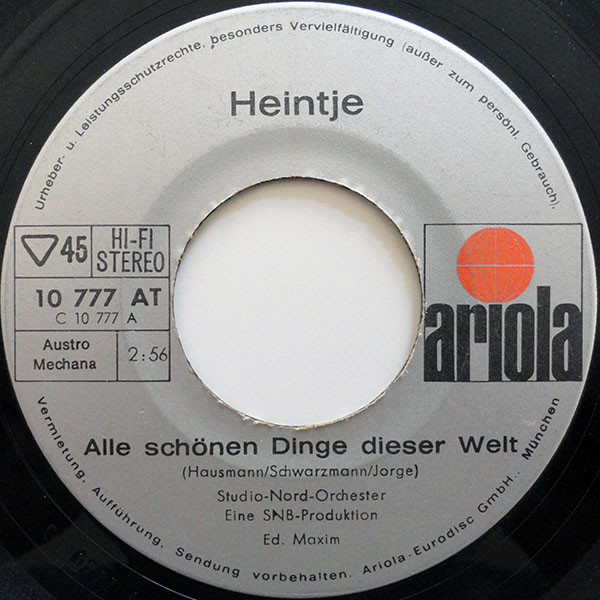 Urheber- u. Leistungsschutzrechte, besonders Vervielfältigung (außer zum persönl. Gebrauch),
Heintje
45
HI-FI
STEREO
10 777 AT
C 10 777 A
Austro
Mechana
2:56
ariola
Alle schönen Dinge dieser Welt
(Hausmann/Schwarzmann/Jorge)
Studio-Nord-Orchester
Eine SNB-Produktion
Ed. Maxim
Vermietung, Aufführung, Sendung vorbehalten. Ariola-Eurodisc GmbH., München